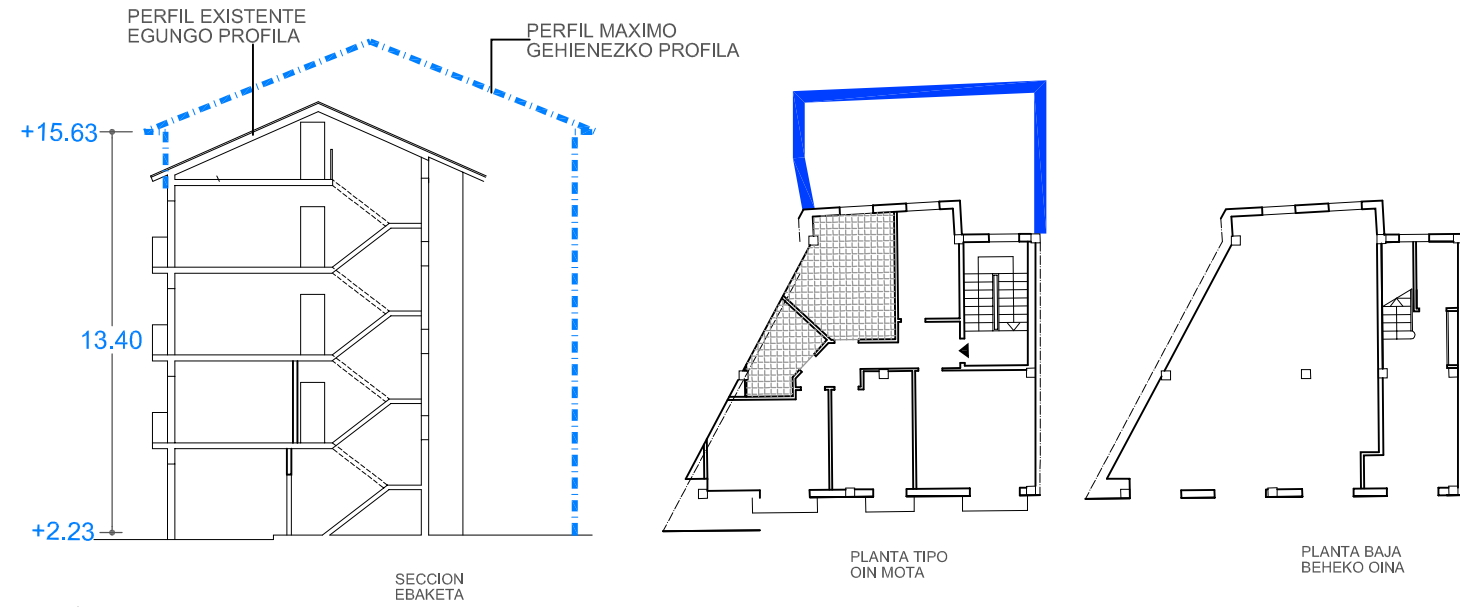 PERFIL EXISTENTE
EGUNGO PROFILA
PERFIL MAXIMO
GEHIENEZKO PROFILA
+15.63
13.40
+2.23
SECCION
EBAKETA
PLANTA TIPO
OIN MOTA
PLANTA BAJA
BEHEKO OINA